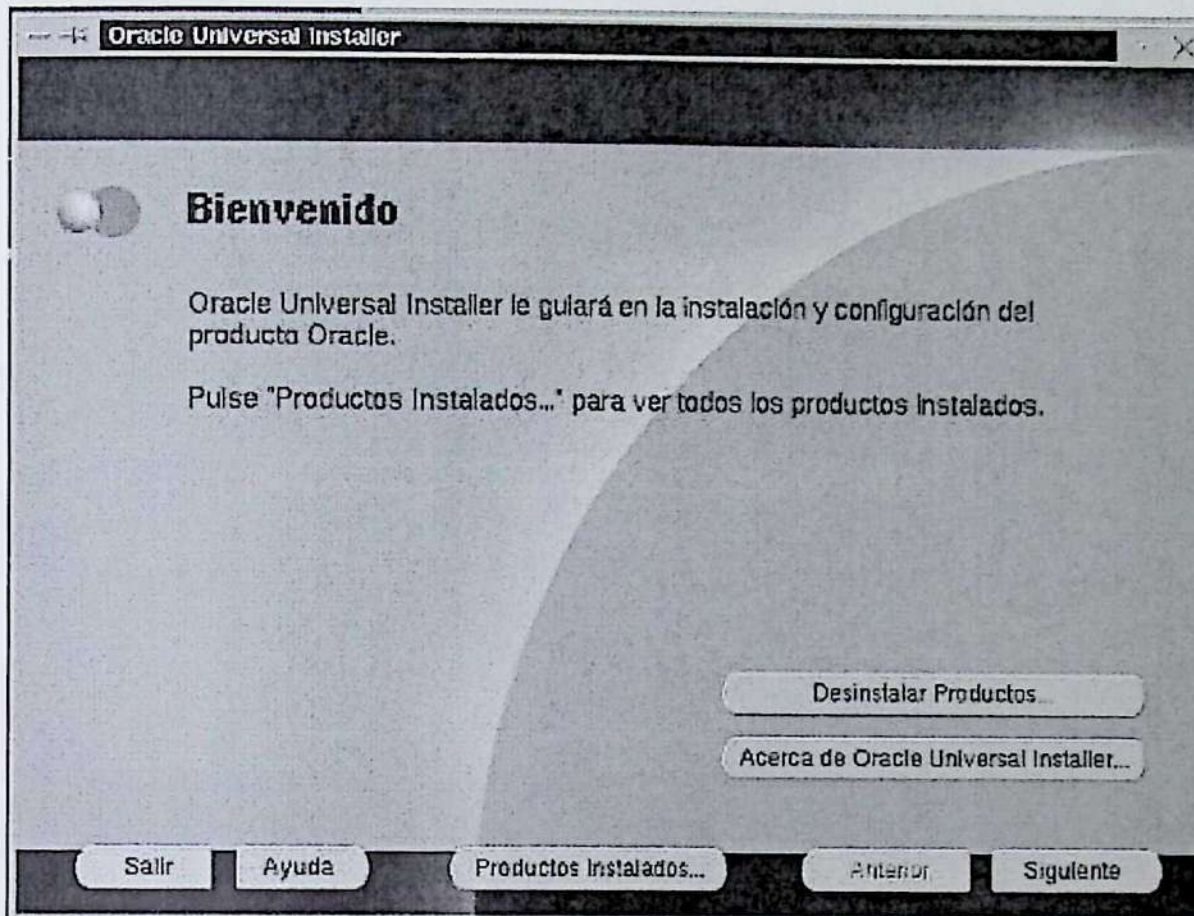 Oracle Universal Installer
Bienvenido
Oracle Universal Installer le guiará en la instalación y configuración del
producto Oracle.
Pulse "Productos Instalados..." para ver todos los productos instalados.
Desinstalar Productos...
Acerca de Oracle Universal Installer...
Salir
Ayuda
Productos Instalados...
Anterior
Siguiente